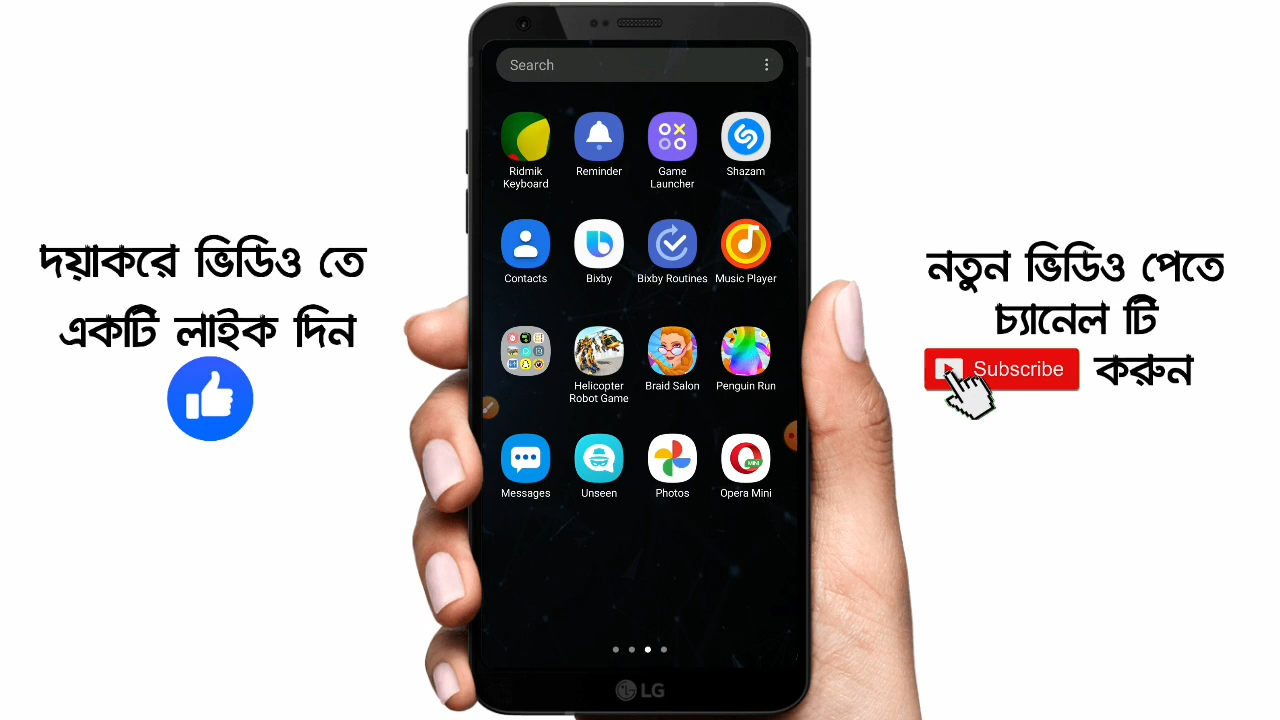 দয়াকরে ভিডিও তে
একটি লাইক দিন
Search
Ridmik Keyboard
Reminder
Game Launcher
Shazam
Contacts
Bixby
Bixby Routines
Music Player
Helicopter Robot Game
Braid Salon
Penguin Run
Messages
Unseen
Photos
Opera Mini
MINI
LG
নতুন ভিডিও পেতে
চ্যানেল টি
Subscribe করুন